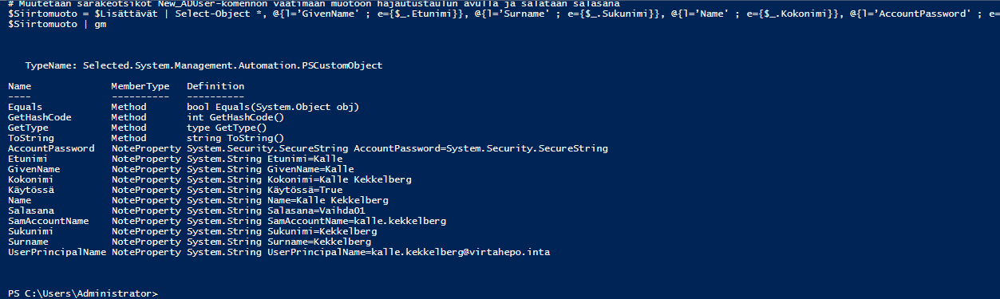 # Muutetaan sarakeotsikot New_ADUser-komennon vaatimaan muotoon hajautustaulun avulla ja salataan salasana
$Siirtomuoto = $Lisättävät | Select-Object *, @{l='GivenName' ; e={$_.Etunimi}}, @{l='Surname' ; e={$_.Sukunimi}}, @{l='Name' ; e={$_.Kokonimi}}, @{l='AccountPassword' ; e=
$Siirtomuoto | gm
TypeName: Selected.System.Management.Automation.PSCustomObject
Name MemberType Definition
---- ---------- ----------
Equals Method bool Equals(System.Object obj)
GetHashCode Method int GetHashCode()
GetType Method type GetType()
ToString Method string ToString()
AccountPassword NoteProperty System.Security.SecureString AccountPassword=System.Security.SecureString
Etunimi NoteProperty System.String Etunimi=Kalle
GivenName NoteProperty System.String GivenName=Kalle
Kokonimi NoteProperty System.String Kokonimi=Kalle Kekkelberg
Käytössä NoteProperty System.String Käytössä=True
Name NoteProperty System.String Name=Kalle Kekkelberg
Salasana NoteProperty System.String Salasana=Vaihda01
SamAccountName NoteProperty System.String SamAccountName=kalle.kekkelberg
Sukunimi NoteProperty System.String Sukunimi=Kekkelberg
Surname NoteProperty System.String Surname=Kekkelberg
UserPrincipalName NoteProperty System.String UserPrincipalName=kalle.kekkelberg@virtahepo.inta
PS C:\Users\Administrator>